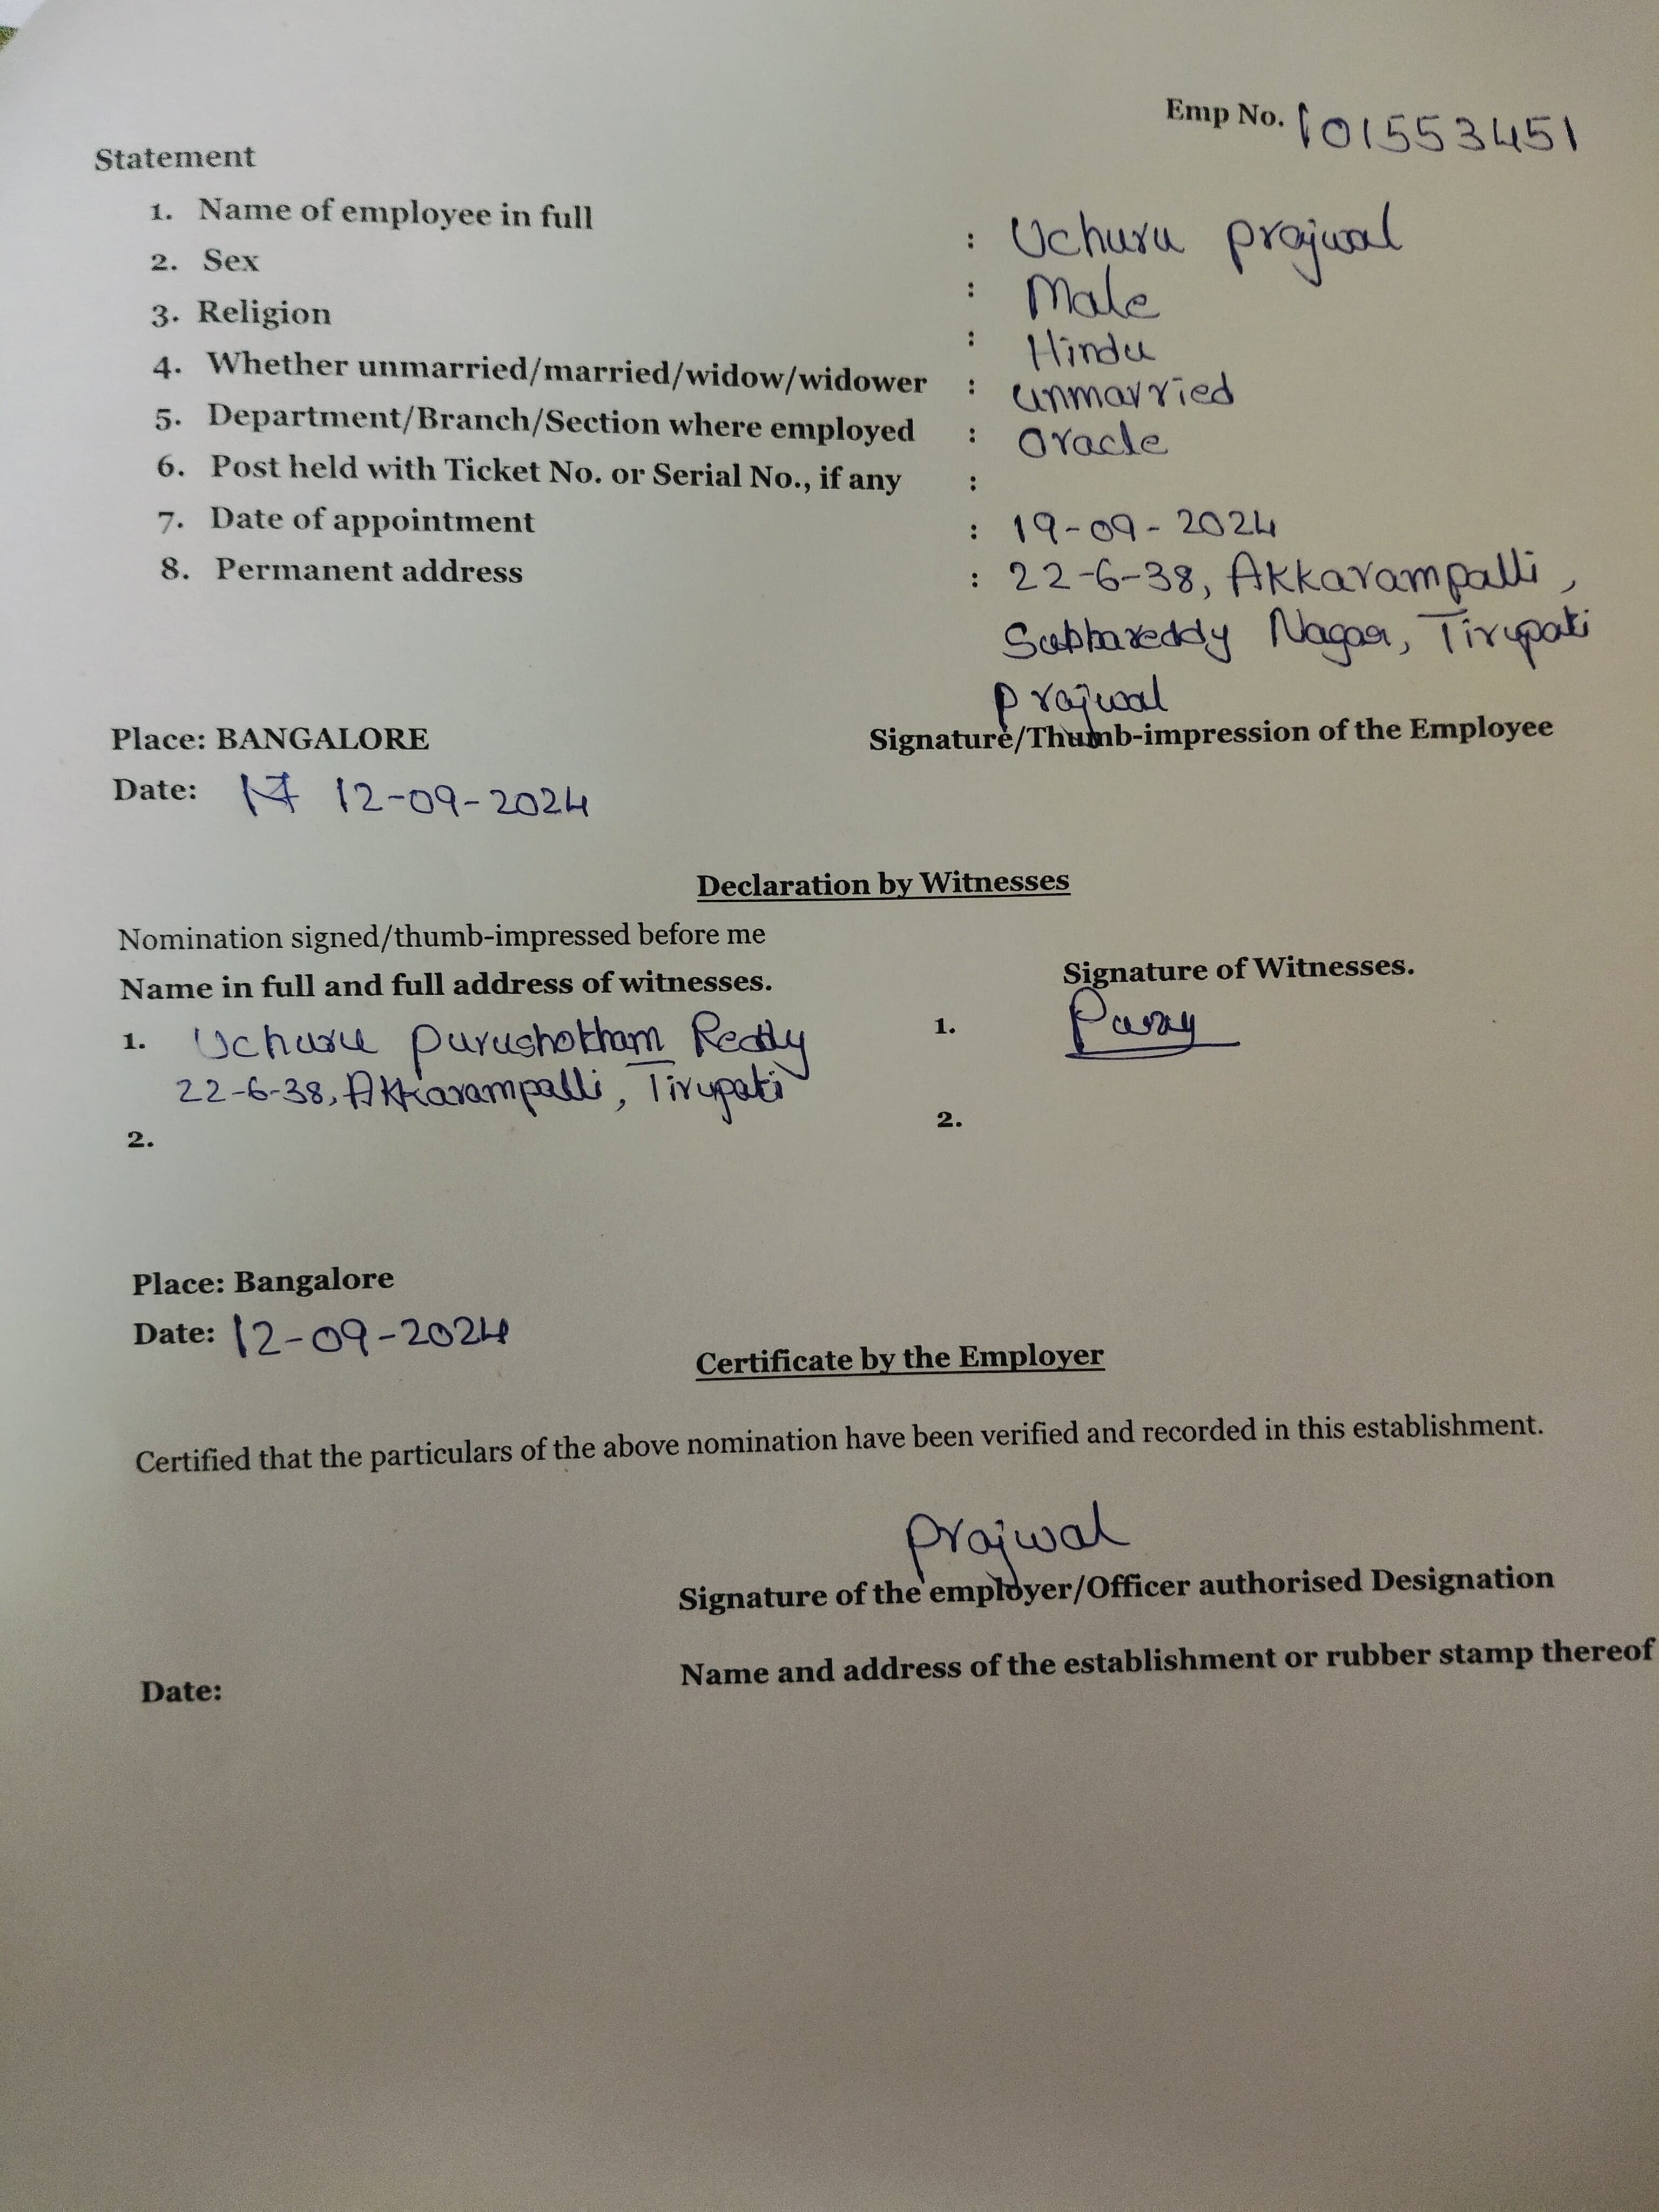 Emp No. 101553451
Statement
1. Name of employee in full : Uchuru prajwal
2. Sex : Male
3. Religion : Hindu
4. Whether unmarried/married/widow/widower : unmarried
5. Department/Branch/Section where employed : Oracle
6. Post held with Ticket No. or Serial No., if any :
7. Date of appointment : 19-09-2024
8. Permanent address : 22-6-38, Akkarampalli,
Subbareddy Nagar, Tirupati
Prajwal
Place: BANGALORE Signature/Thumb-impression of the Employee
Date: 17 12-09-2024
Declaration by Witnesses
Nomination signed/thumb-impressed before me
Name in full and full address of witnesses. Signature of Witnesses.
1. Uchuru Purushotham Reddy 1.
22-6-38, Akkarampalli, Tirupati
2. 2.
Place: Bangalore
Date: 12-09-2024
Certificate by the Employer
Certified that the particulars of the above nomination have been verified and recorded in this establishment.
prajwal
Signature of the employer/Officer authorised Designation
Name and address of the establishment or rubber stamp thereof
Date: